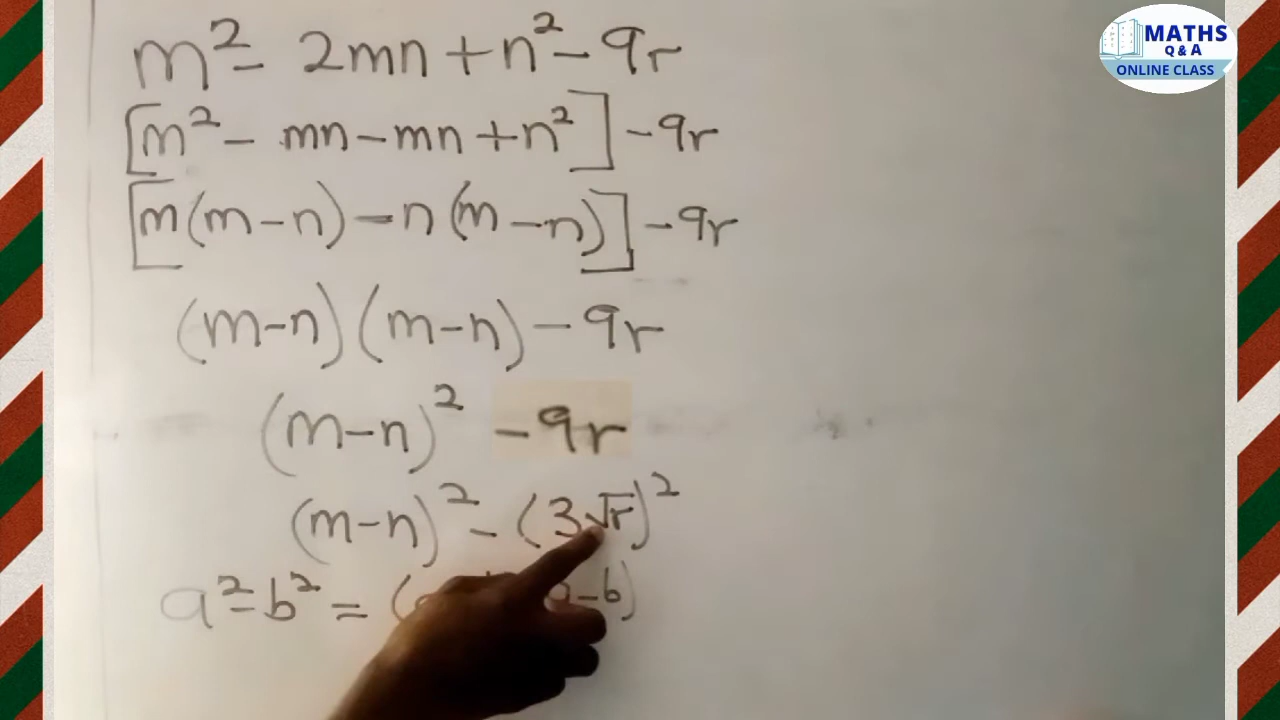 MATHS
Q & A
ONLINE CLASS
m² - 2mn + n² - 9r
[m² - mn - mn + n²] - 9r
[m(m-n) - n(m-n)] - 9r
(m-n)(m-n) - 9r
(m-n)² - 9r
(m-n)² - (3√r)²
a² - b² = ( -b)